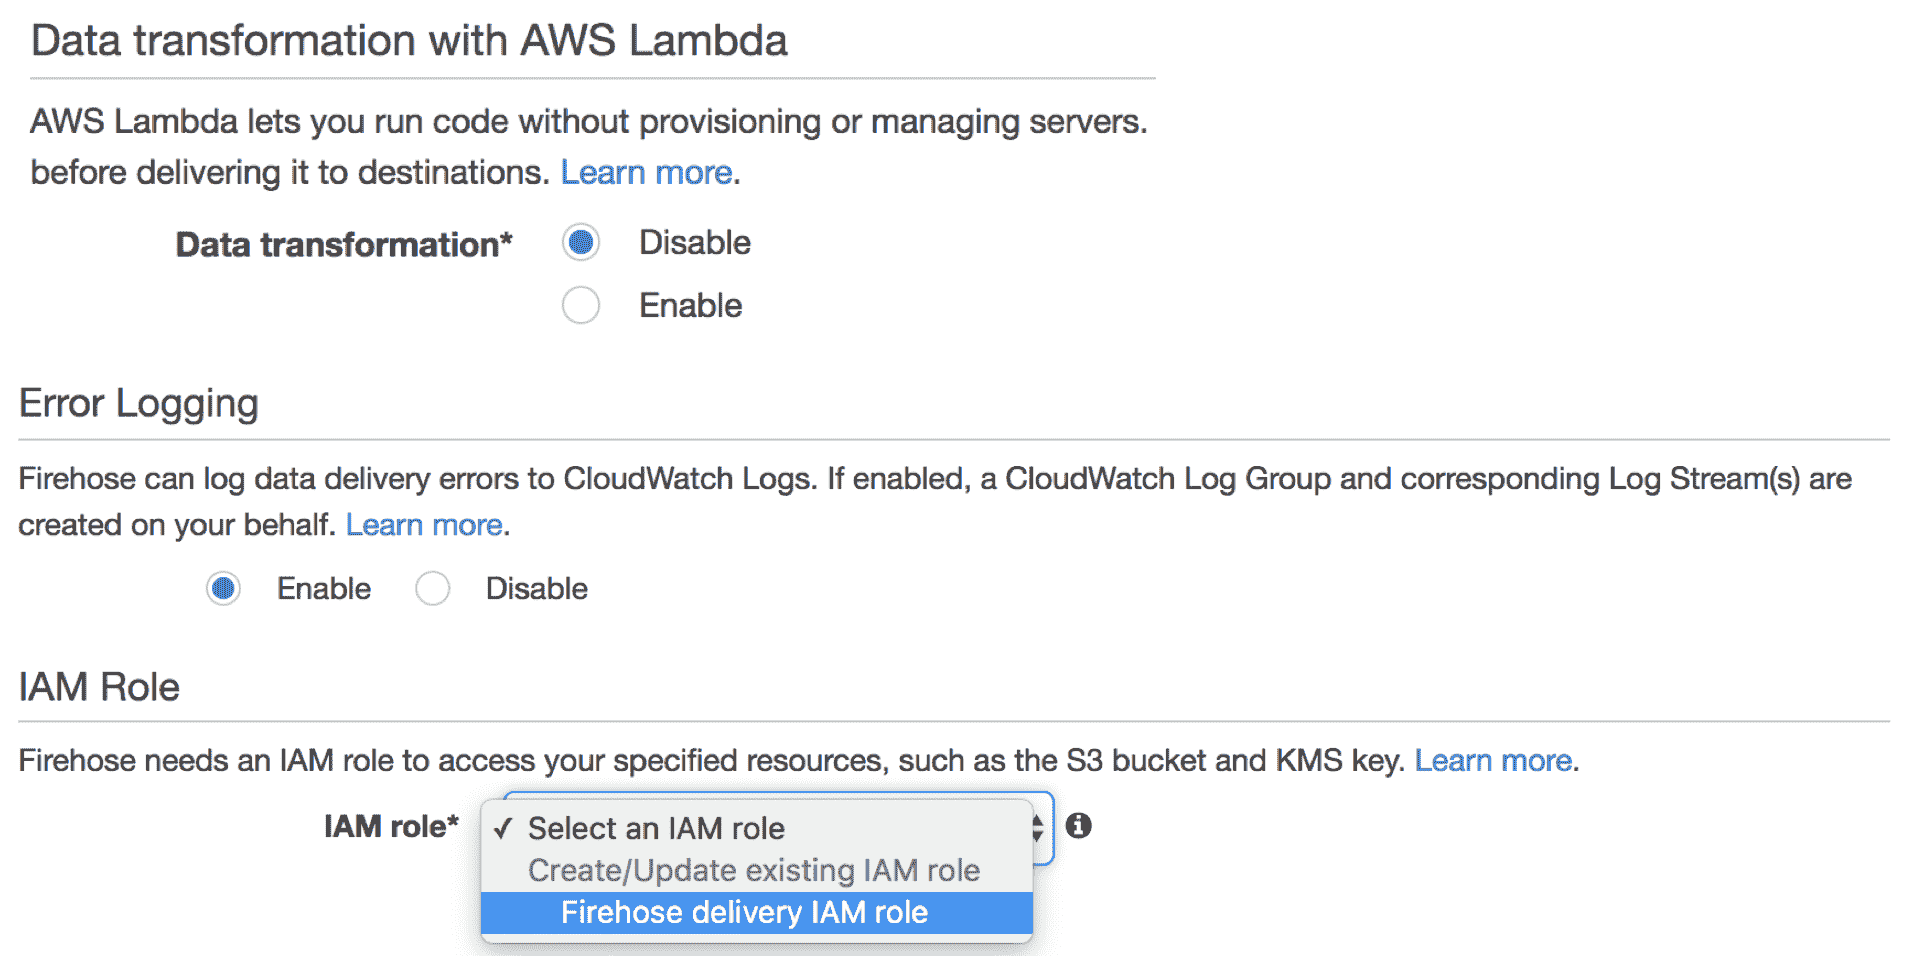 Data transformation with AWS Lambda
AWS Lambda lets you run code without provisioning or managing servers.
before delivering it to destinations. Learn more.
Data transformation* Disable
Enable
Error Logging
Firehose can log data delivery errors to CloudWatch Logs. If enabled, a CloudWatch Log Group and corresponding Log Stream(s) are
created on your behalf. Learn more.
Enable Disable
IAM Role
Firehose needs an IAM role to access your specified resources, such as the S3 bucket and KMS key. Learn more.
IAM role* ✓ Select an IAM role
Create/Update existing IAM role
Firehose delivery IAM role